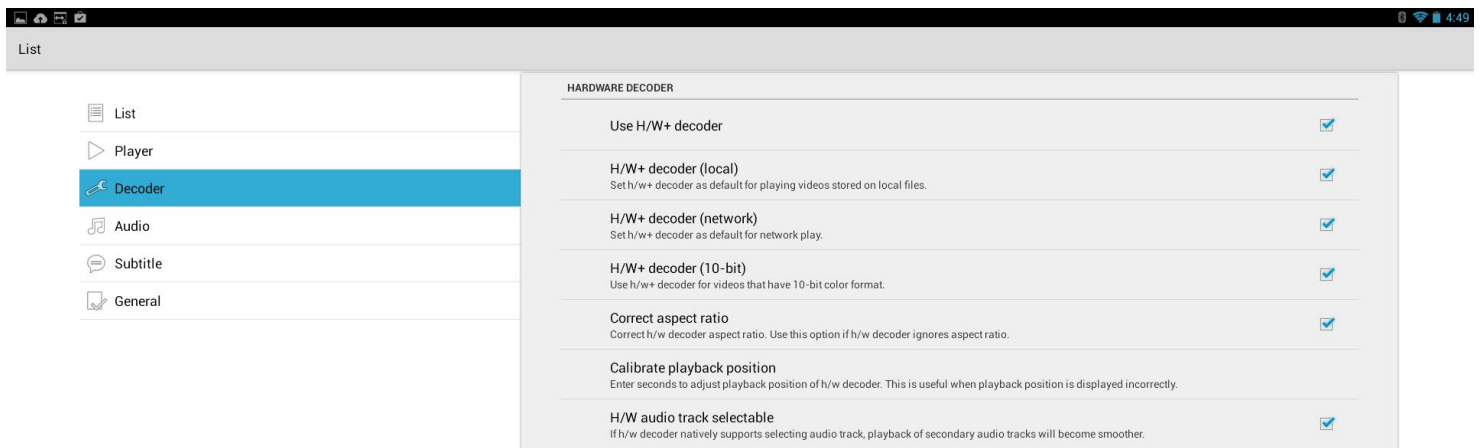 4:49
List
List
Player
Decoder
Audio
Subtitle
General
HARDWARE DECODER
Use H/W+ decoder
H/W+ decoder (local)
Set h/w+ decoder as default for playing videos stored on local files.
H/W+ decoder (network)
Set h/w+ decoder as default for network play.
H/W+ decoder (10-bit)
Use h/w+ decoder for videos that have 10-bit color format.
Correct aspect ratio
Correct h/w decoder aspect ratio. Use this option if h/w decoder ignores aspect ratio.
Calibrate playback position
Enter seconds to adjust playback position of h/w decoder. This is useful when playback position is displayed incorrectly.
H/W audio track selectable
If h/w decoder natively supports selecting audio track, playback of secondary audio tracks will become smoother.